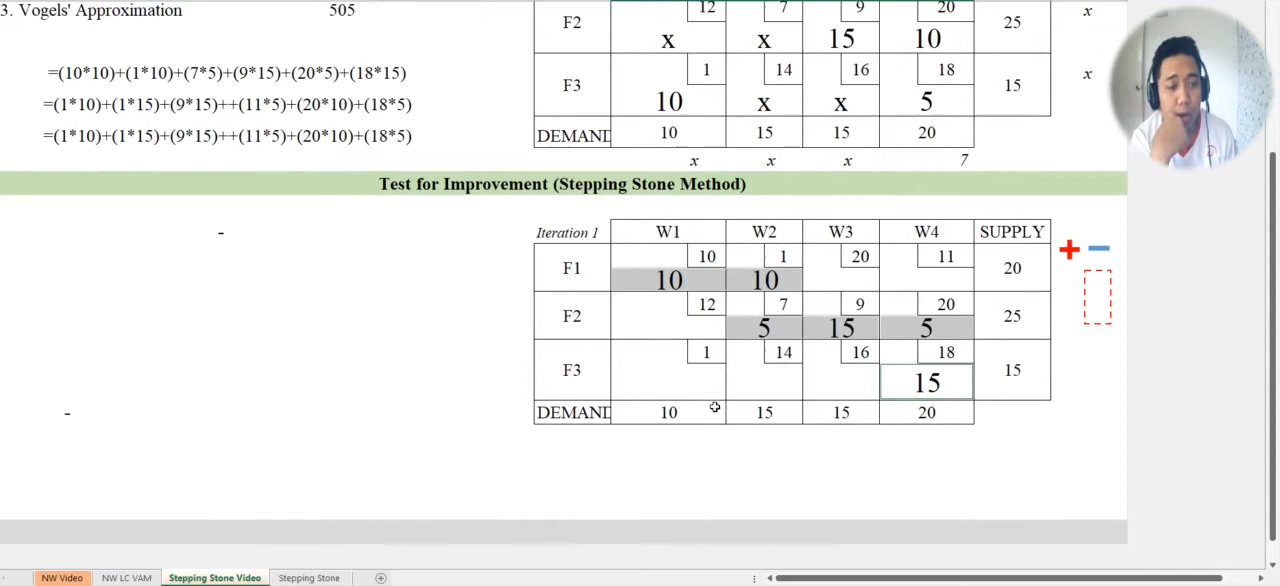 3. Vogels' Approximation 505
=(10*10)+(1*10)+(7*5)+(9*15)+(20*5)+(18*15)
=(1*10)+(1*15)+(9*15)++(11*5)+(20*10)+(18*5)
=(1*10)+(1*15)+(9*15)++(11*5)+(20*10)+(18*5)
12 7 9 20
F2 25 x
x x 15 10
1 14 16 18
F3 15 x
10 x x 5
DEMAND 10 15 15 20
x x x 7
Test for Improvement (Stepping Stone Method)
-
Iteration 1 W1 W2 W3 W4 SUPPLY
10 1 20 11
F1 20
10 10
12 7 9 20
F2 25
5 15 5
1 14 16 18
F3 15
15
- DEMAND 10 15 15 20
NW Video NW LC VAM Stepping Stone Video Stepping Stone